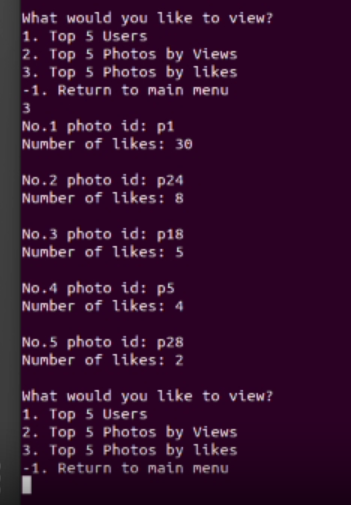 What would you like to view?
1. Top 5 Users
2. Top 5 Photos by Views
3. Top 5 Photos by likes
-1. Return to main menu
3
No.1 photo id: p1
Number of likes: 30
No.2 photo id: p24
Number of likes: 8
No.3 photo id: p18
Number of likes: 5
No.4 photo id: p5
Number of likes: 4
No.5 photo id: p28
Number of likes: 2
What would you like to view?
1. Top 5 Users
2. Top 5 Photos by Views
3. Top 5 Photos by likes
-1. Return to main menu